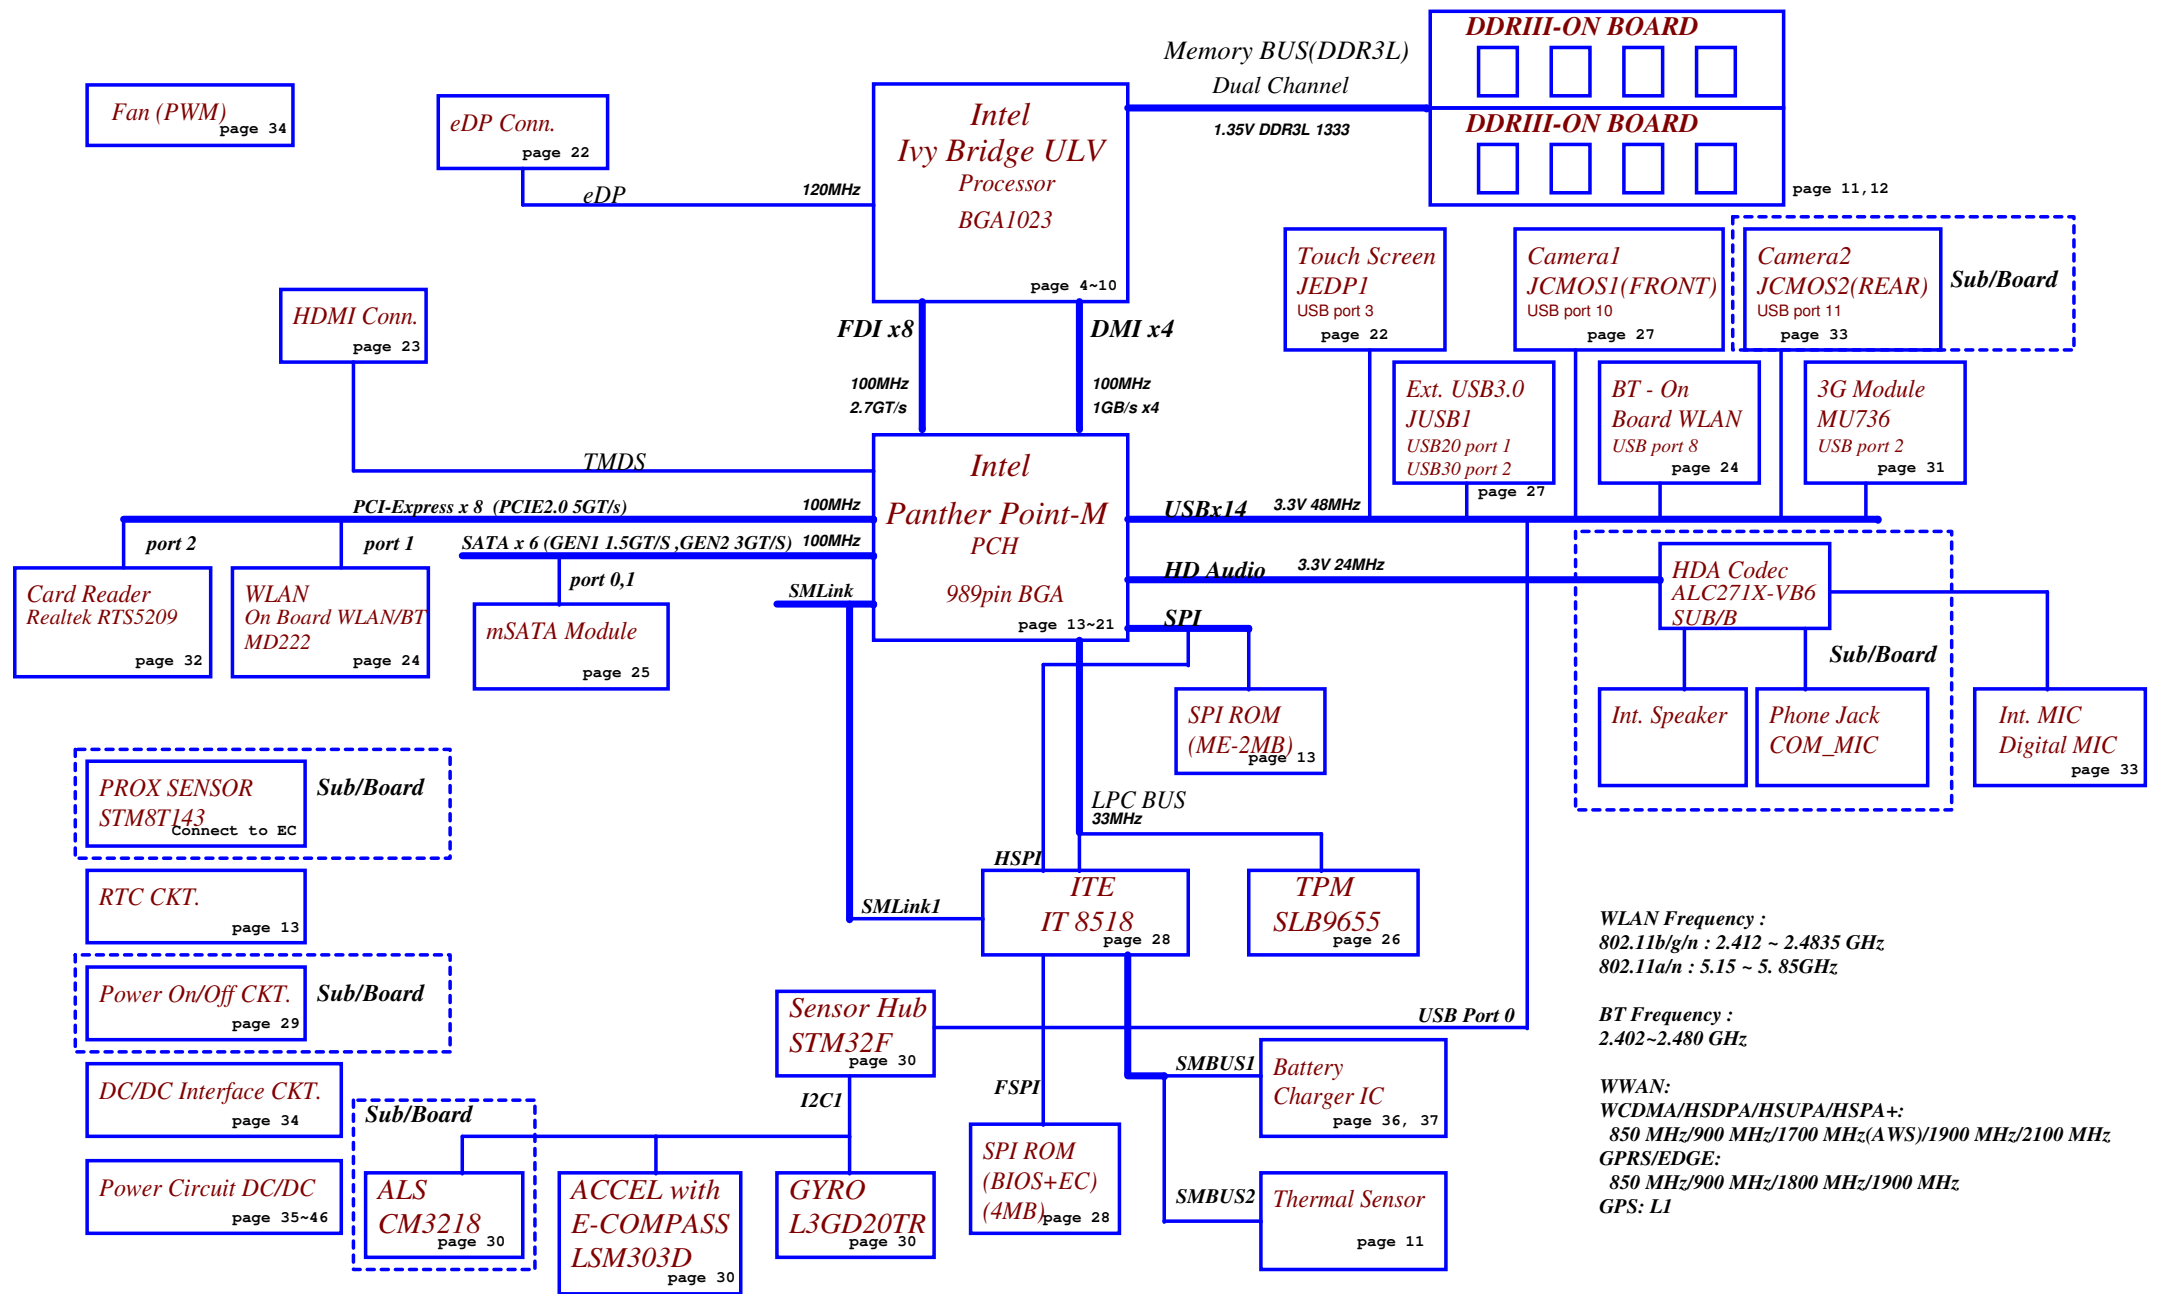 Fan (PWM)
page 34
eDP Conn.
page 22
eDP
120MHz
Intel
Ivy Bridge ULV
Processor
BGA1023
page 4~10
Memory BUS(DDR3L)
Dual Channel
1.35V DDR3L 1333
DDRIII-ON BOARD
DDRIII-ON BOARD
page 11,12
HDMI Conn.
page 23
TMDS
FDI x8
100MHz
2.7GT/s
DMI x4
100MHz
1GB/s x4
Touch Screen
JEDP1
USB port 3
page 22
Camera1
JCMOS1(FRONT)
USB port 10
page 27
Camera2
JCMOS2(REAR)
USB port 11
page 33
Sub/Board
Ext. USB3.0
JUSB1
USB20 port 1
USB30 port 2
page 27
BT - On
Board WLAN
USB port 8
page 24
3G Module
MU736
USB port 2
page 31
Intel
Panther Point-M
PCH
989pin BGA
page 13~21
PCI-Express x 8 (PCIE2.0 5GT/s)
100MHz
port 2
port 1
SATA x 6 (GEN1 1.5GT/S ,GEN2 3GT/S)
100MHz
port 0,1
SMLink
USBx14
3.3V 48MHz
HD Audio
3.3V 24MHz
SPI
Card Reader
Realtek RTS5209
page 32
WLAN
On Board WLAN/BT
MD222
page 24
mSATA Module
page 25
HDA Codec
ALC271X-VB6
SUB/B
Sub/Board
Int. Speaker
Phone Jack
COM_MIC
Int. MIC
Digital MIC
page 33
SPI ROM
(ME-2MB)
page 13
LPC BUS
33MHz
HSPI
SMLink1
ITE
IT 8518
page 28
TPM
SLB9655
page 26
PROX SENSOR
STM8T143
Connect to EC
Sub/Board
RTC CKT.
page 13
Power On/Off CKT.
page 29
Sub/Board
DC/DC Interface CKT.
page 34
Power Circuit DC/DC
page 35~46
Sensor Hub
STM32F
page 30
USB Port 0
I2C1
FSPI
Sub/Board
ALS
CM3218
page 30
ACCEL with
E-COMPASS
LSM303D
page 30
GYRO
L3GD20TR
page 30
SPI ROM
(BIOS+EC)
(4MB)
page 28
SMBUS1
Battery
Charger IC
page 36, 37
SMBUS2
Thermal Sensor
page 11
WLAN Frequency :
802.11b/g/n : 2.412 ~ 2.4835 GHz
802.11a/n : 5.15 ~ 5. 85GHz
BT Frequency :
2.402~2.480 GHz
WWAN:
WCDMA/HSDPA/HSUPA/HSPA+:
850 MHz/900 MHz/1700 MHz(AWS)/1900 MHz/2100 MHz
GPRS/EDGE:
850 MHz/900 MHz/1800 MHz/1900 MHz
GPS: L1